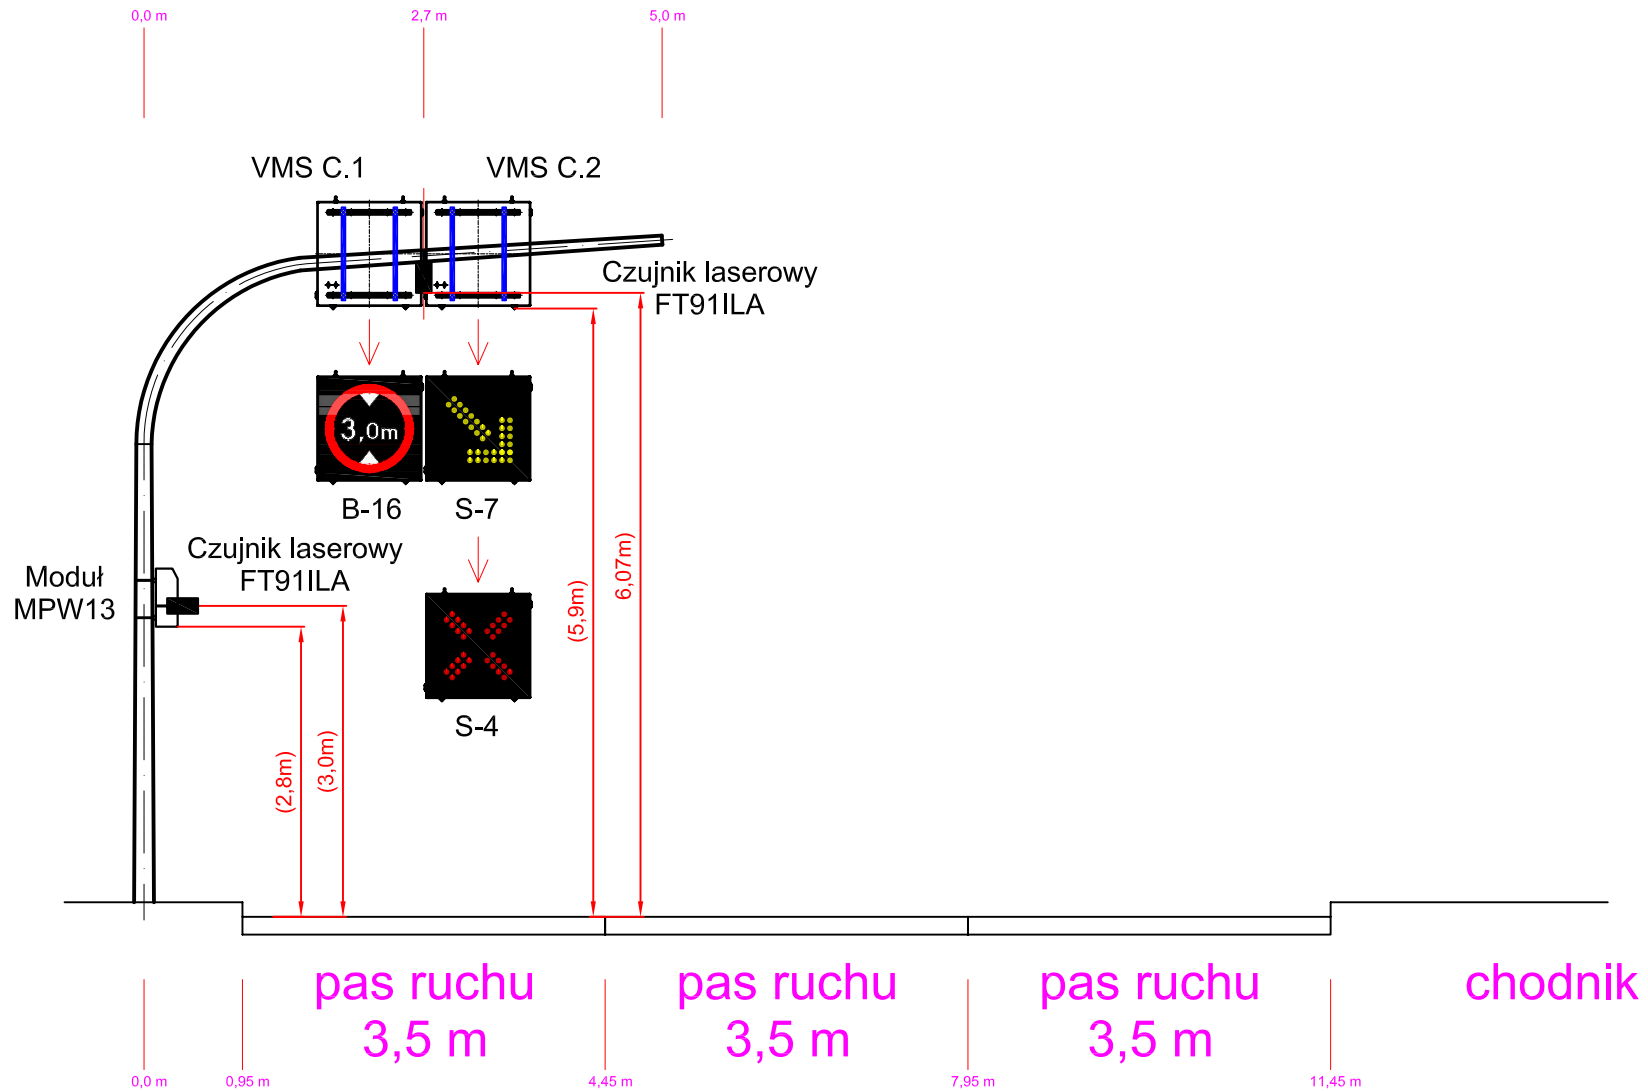 0,0 m
2,7 m
5,0 m
VMS C.1
VMS C.2
Czujnik laserowy
FT91ILA
3,0m
B-16
S-7
Czujnik laserowy
FT91ILA
Moduł
MPW13
(5,9m)
6,07m)
S-4
(2,8m)
(3,0m)
pas ruchu
3,5 m
pas ruchu
3,5 m
pas ruchu
3,5 m
chodnik
0,0 m
0,95 m
4,45 m
7,95 m
11,45 m